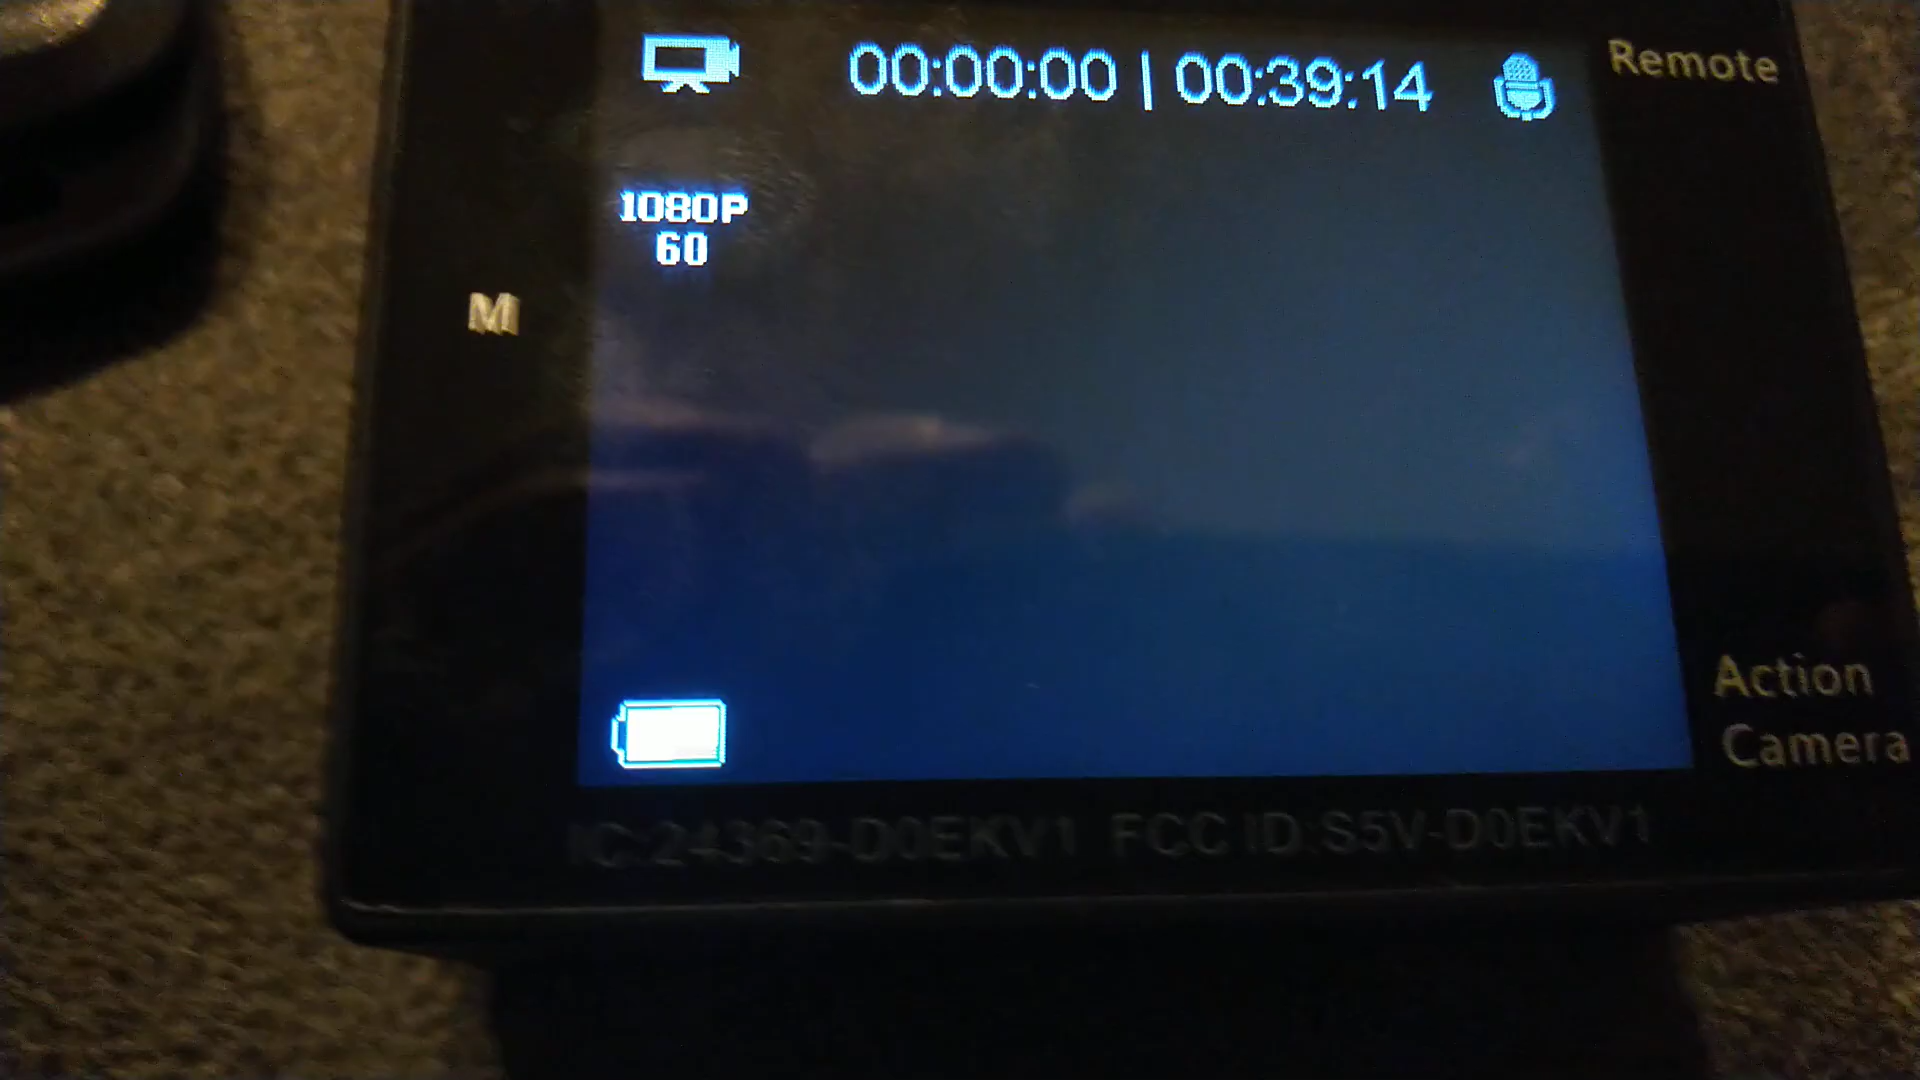 00:00:00 | 00:39:14
Remote
1080P
60
M
Action
Camera
IC:24369-D0EKV1 FCC ID:S5V-D0EKV1